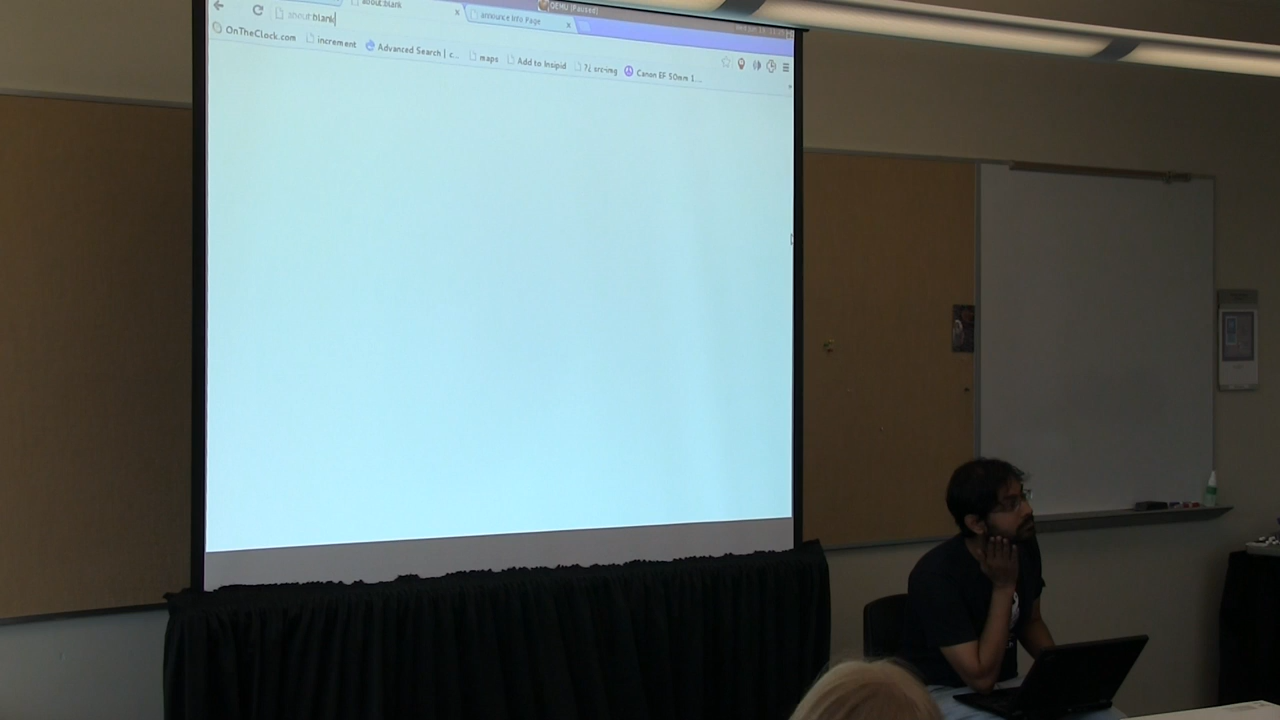 about:blank
QEMU [Paused]
announce Info Page
about:blank
OnTheClock.com
increment
Advanced Search | c...
maps
Add to Insipid
Canon EF 50mm 1...